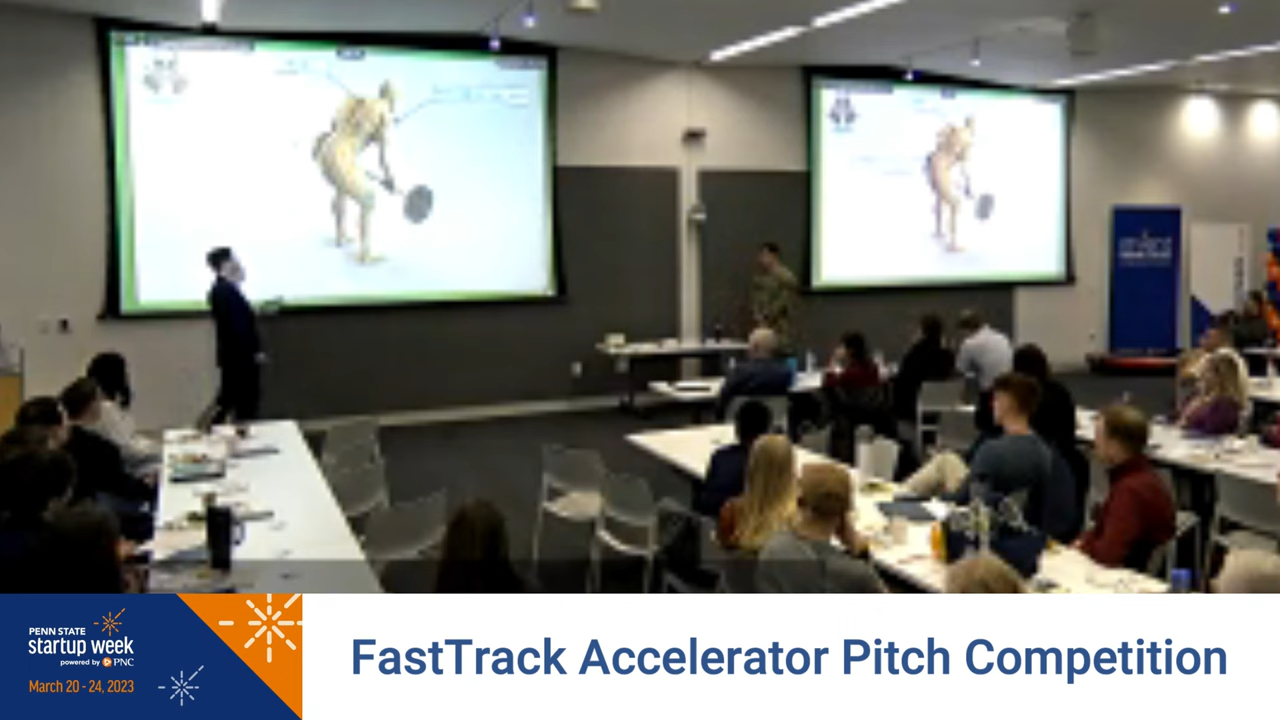 PENN STATE
startup week
powered by PNC
March 20 - 24, 2023
FastTrack Accelerator Pitch Competition